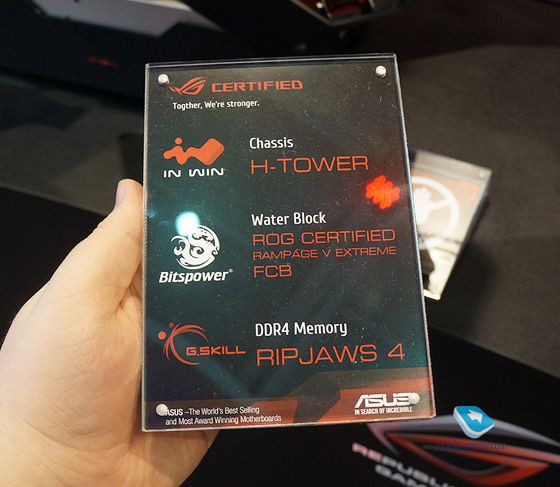 CERTIFIED
Togther, We're stronger.
IN WIN
Chassis
H-TOWER
Bitspower®
Water Block
ROG CERTIFIED
RAMPAGE V EXTREME
FCB
G.SKILL
DDR4 Memory
RIPJAWS 4
ASUS –The World's Best Selling
and Most Award Winning Motherboards
ASUS
IN SEARCH OF INCREDIBLE